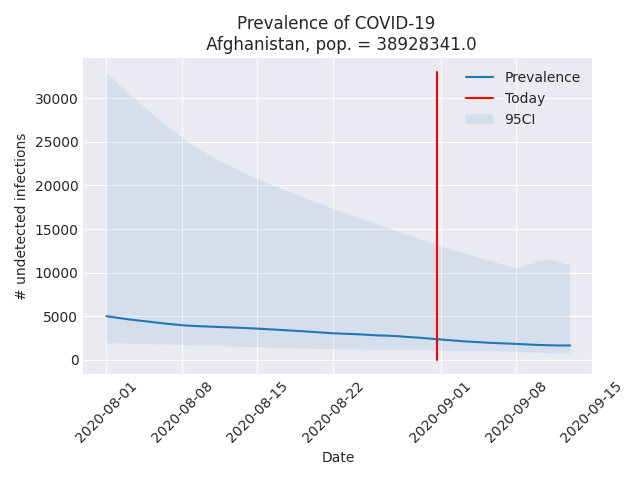 Prevalence of COVID-19
Afghanistan, pop. = 38928341.0
# undetected infections
30000
25000
20000
15000
10000
5000
0
Prevalence
Today
95CI
2020-08-01
2020-08-08
2020-08-15
2020-08-22
2020-09-01
2020-09-08
2020-09-15
Date